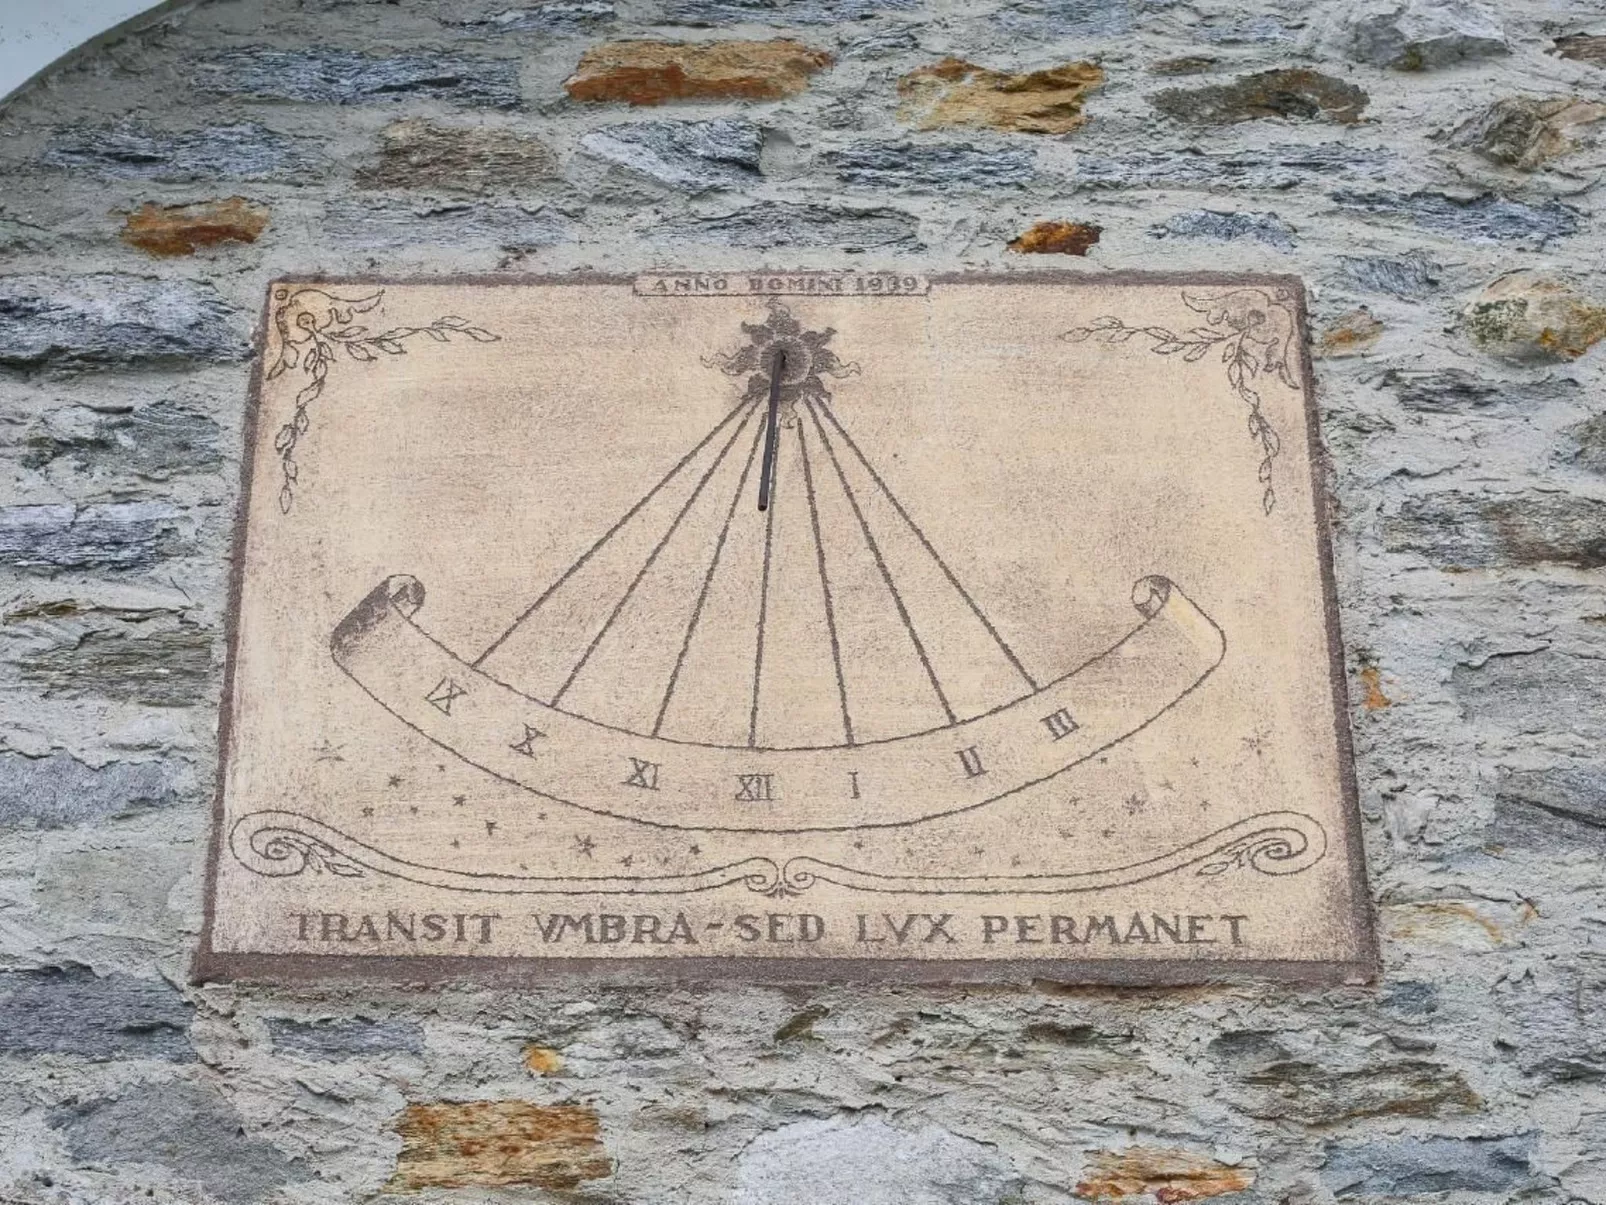 ANNO DOMINI 1939
IX X XI XII I II III
TRANSIT VMBRA-SED LVX PERMANET